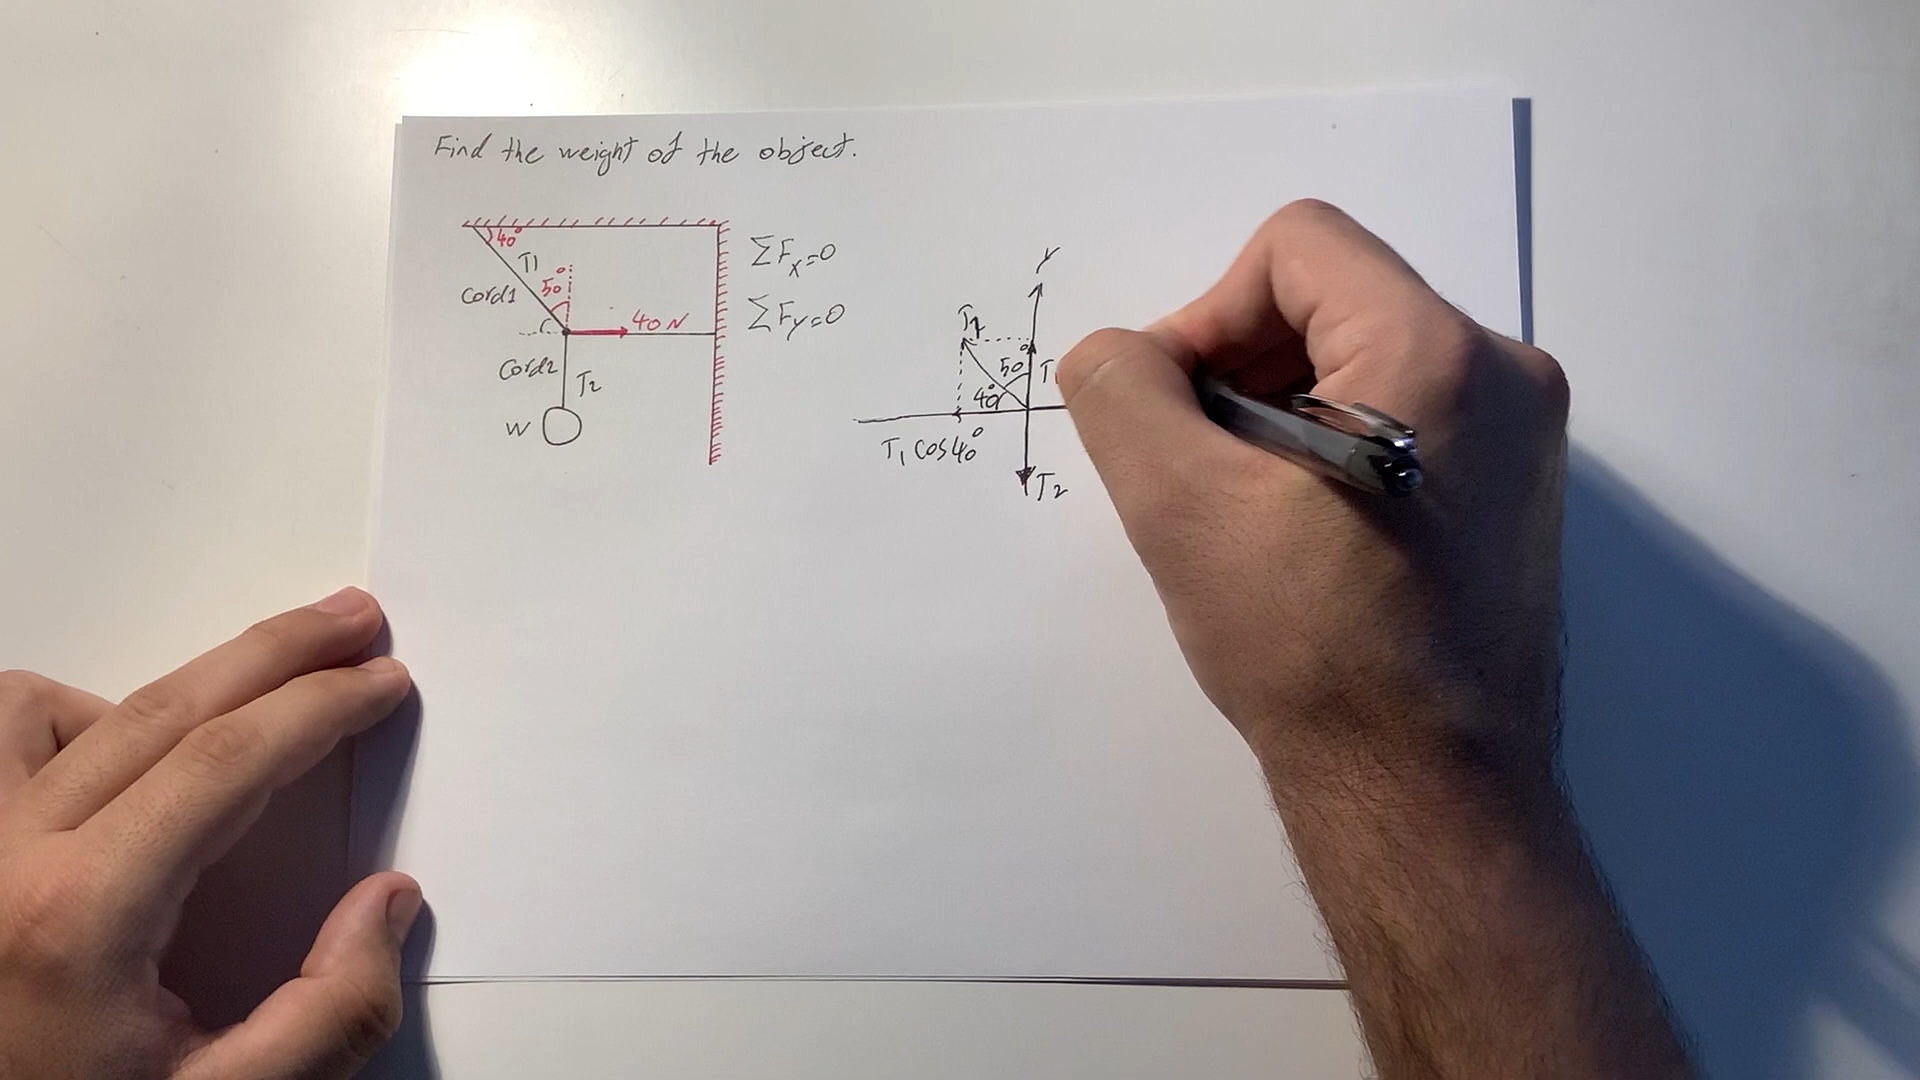 Find the weight of the object.
40°
T1
50°
Cord1
40 N
Cord2
T2
W
ΣFx=0
ΣFy=0
Y
T1
50°
40°
T1 cos40°
T2